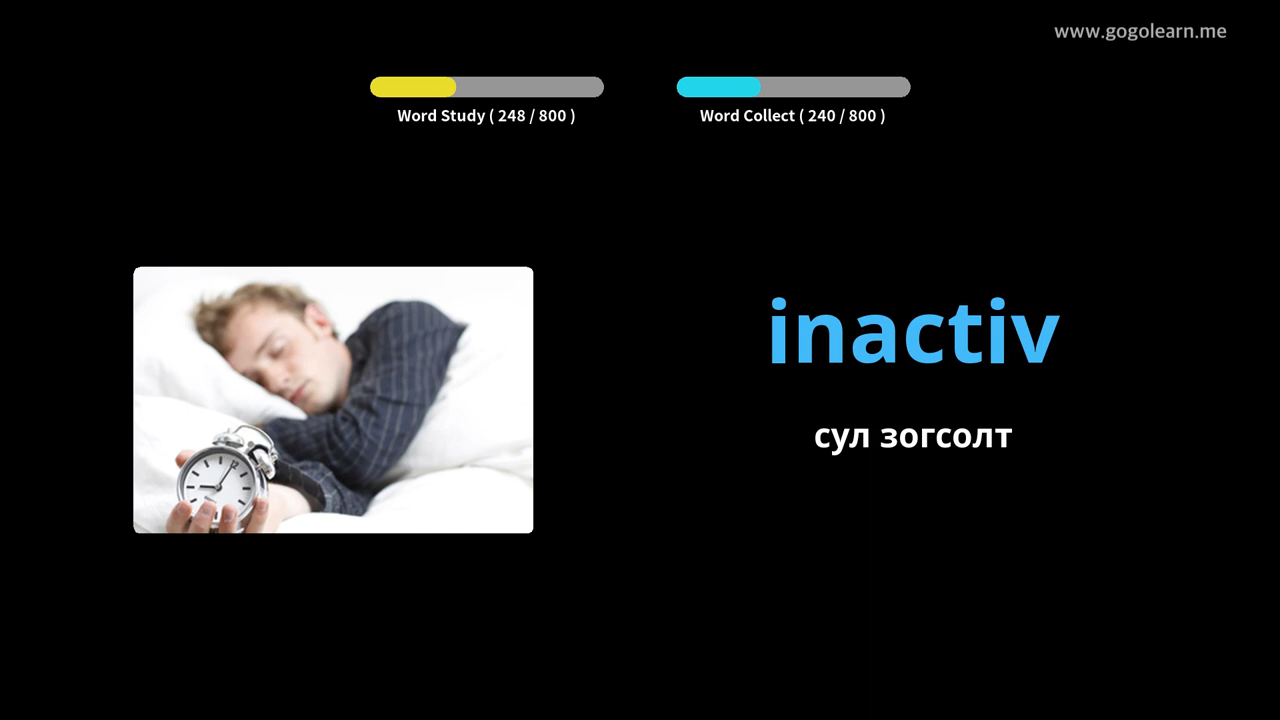 www.gogolearn.me
Word Study ( 248 / 800 )
Word Collect ( 240 / 800 )
inactiv
сул зогсолт